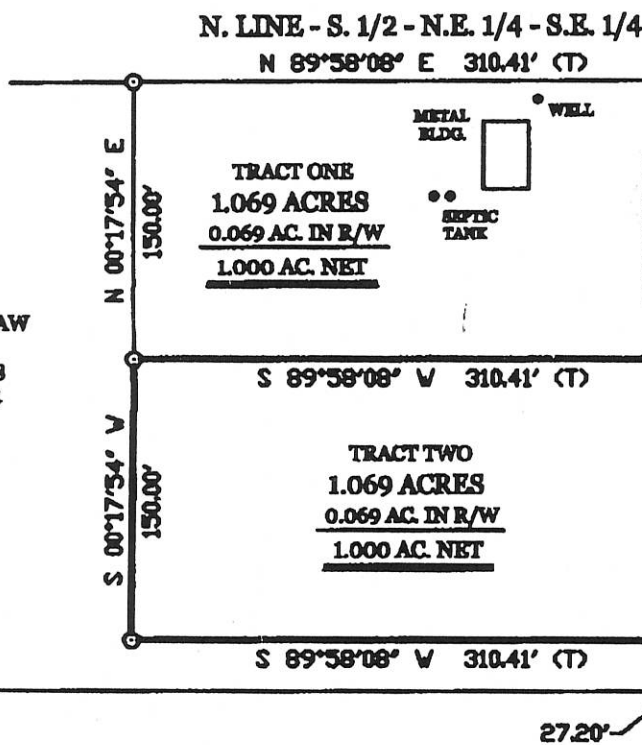 N. LINE - S. 1/2 - N.E. 1/4 - S.E. 1/4
N 89°58'08" E 310.41' (T)
METAL
BLDG.
WELL
SEPTIC
TANK
N 00°17'54" E
150.00'
TRACT ONE
1.069 ACRES
0.069 AC. IN R/W
1.000 AC. NET
AW
S 89°58'08" W 310.41' (T)
S 00°17'54" W
150.00'
TRACT TWO
1.069 ACRES
0.069 AC. IN R/W
1.000 AC. NET
S 89°58'08" W 310.41' (T)
27.20'